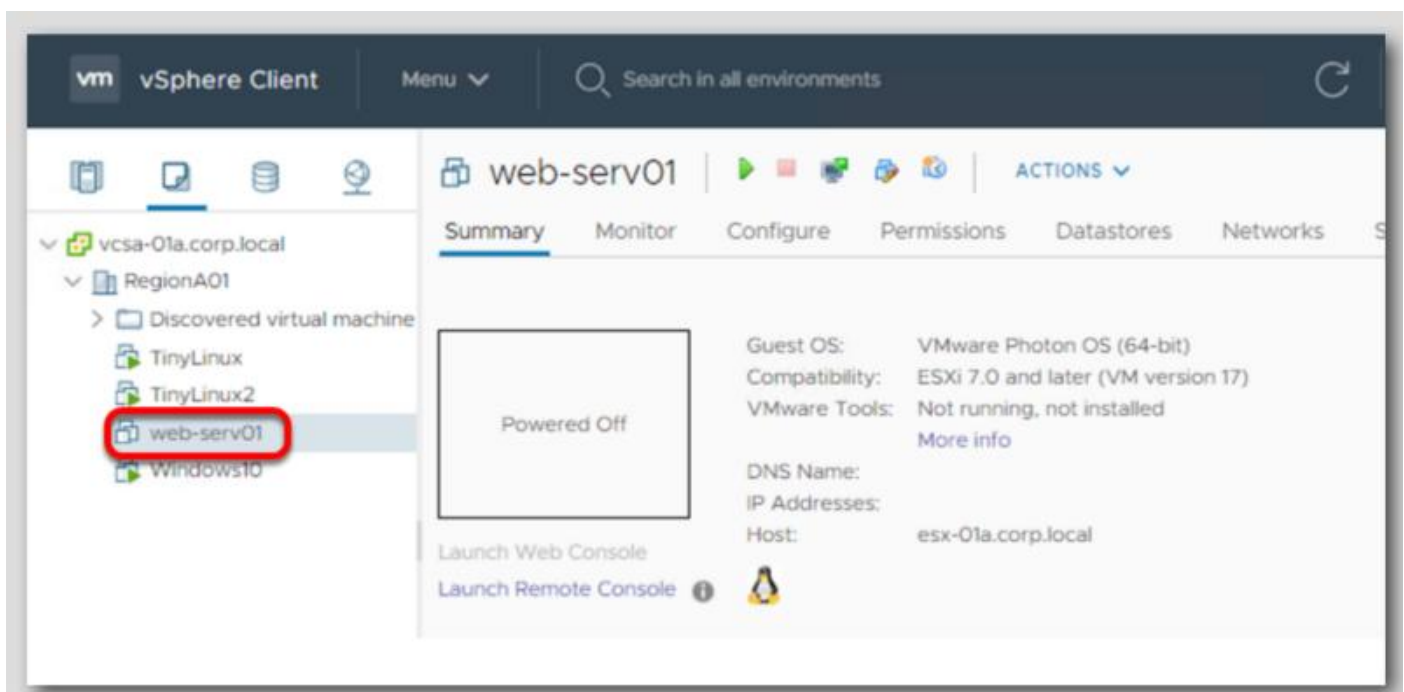 vm vSphere Client Menu Search in all environments
web-serv01 ACTIONS
Summary Monitor Configure Permissions Datastores Networks S
vcsa-01a.corp.local
RegionA01
Discovered virtual machine
TinyLinux
TinyLinux2
web-serv01
Windows10
Powered Off
Launch Web Console
Launch Remote Console
Guest OS: VMware Photon OS (64-bit)
Compatibility: ESXi 7.0 and later (VM version 17)
VMware Tools: Not running, not installed
More info
DNS Name:
IP Addresses:
Host: esx-01a.corp.local